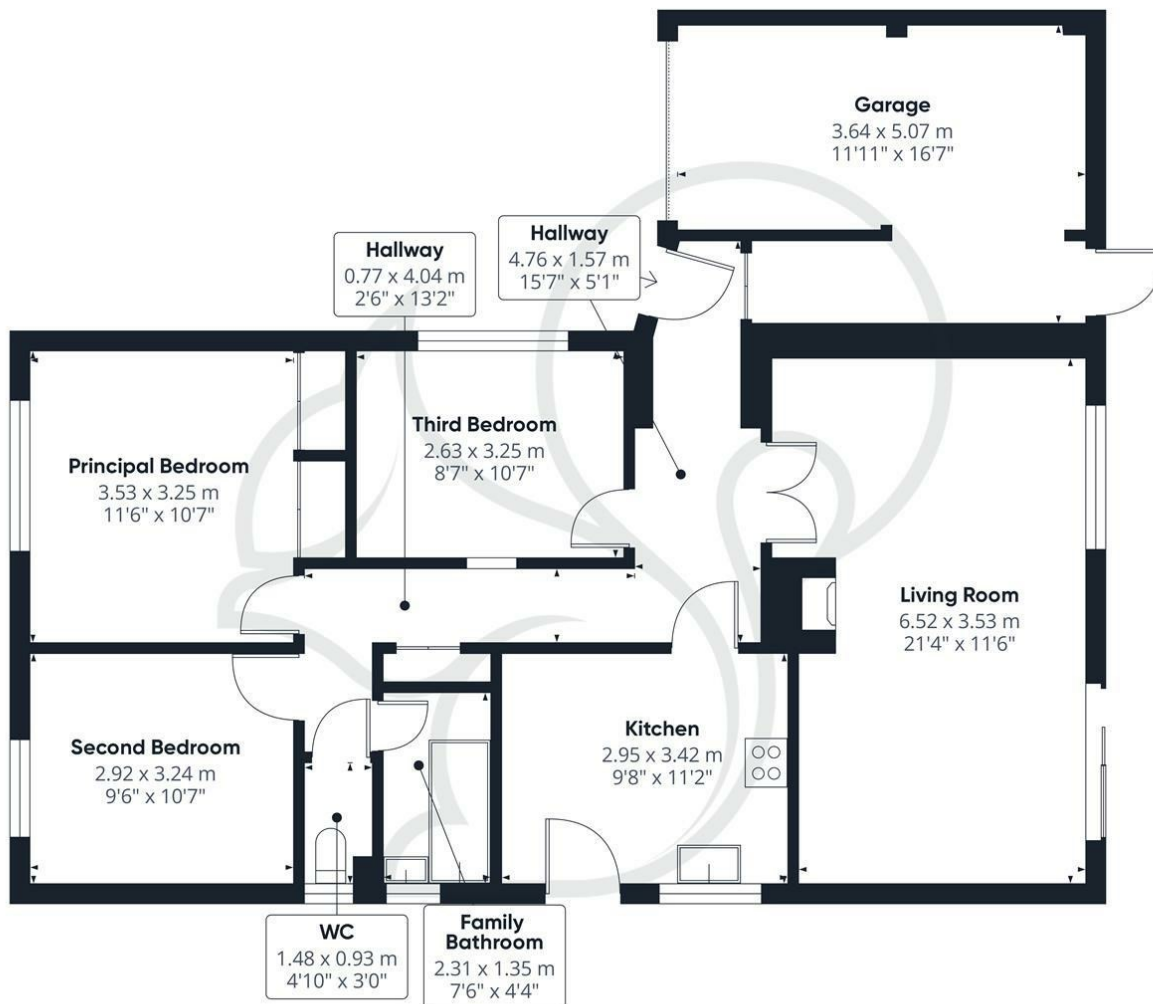 Garage
3.64 x 5.07 m
11'11" x 16'7"
Hallway
0.77 x 4.04 m
2'6" x 13'2"
Hallway
4.76 x 1.57 m
15'7" x 5'1"
Principal Bedroom
3.53 x 3.25 m
11'6" x 10'7"
Third Bedroom
2.63 x 3.25 m
8'7" x 10'7"
Living Room
6.52 x 3.53 m
21'4" x 11'6"
Second Bedroom
2.92 x 3.24 m
9'6" x 10'7"
Kitchen
2.95 x 3.42 m
9'8" x 11'2"
WC
1.48 x 0.93 m
4'10" x 3'0"
Family
Bathroom
2.31 x 1.35 m
7'6" x 4'4"